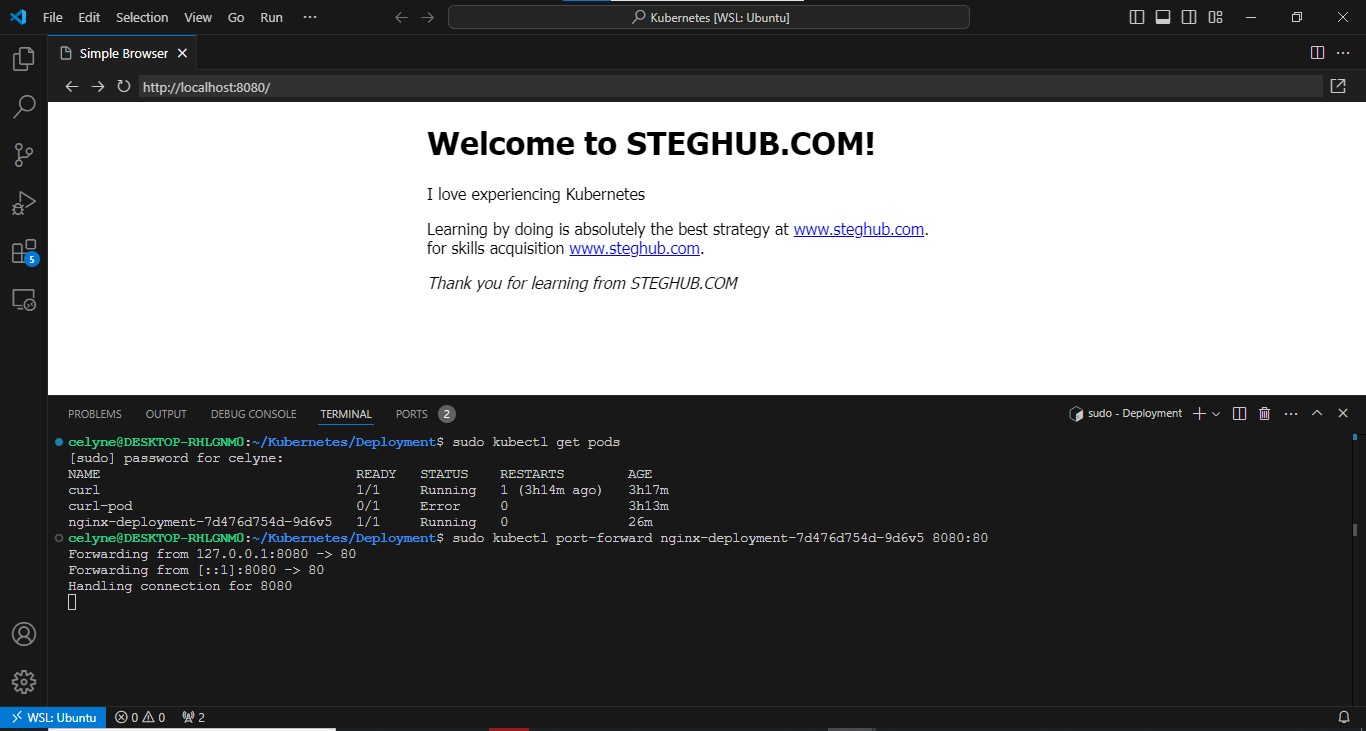 File Edit Selection View Go Run ··· Kubernetes [WSL: Ubuntu]
Simple Browser
http://localhost:8080/
Welcome to STEGHUB.COM!
I love experiencing Kubernetes
Learning by doing is absolutely the best strategy at www.steghub.com.
for skills acquisition www.steghub.com.
Thank you for learning from STEGHUB.COM
5
PROBLEMS OUTPUT DEBUG CONSOLE TERMINAL PORTS 2 sudo - Deployment
celyne@DESKTOP-RHLGNM0:~/Kubernetes/Deployment$ sudo kubectl get pods
[sudo] password for celyne:
NAME READY STATUS RESTARTS AGE
curl 1/1 Running 1 (3h14m ago) 3h17m
curl-pod 0/1 Error 0 3h13m
nginx-deployment-7d476d754d-9d6v5 1/1 Running 0 26m
celyne@DESKTOP-RHLGNM0:~/Kubernetes/Deployment$ sudo kubectl port-forward nginx-deployment-7d476d754d-9d6v5 8080:80
Forwarding from 127.0.0.1:8080 -> 80
Forwarding from [::1]:8080 -> 80
Handling connection for 8080
WSL: Ubuntu 0 0 2